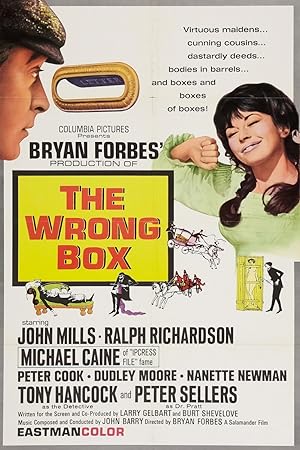 Virtuous maidens...
cunning cousins...
dastardly deeds...
bodies in barrels...
and boxes and
boxes
of boxes!
COLUMBIA PICTURES
Presents
BRYAN FORBES'
PRODUCTION OF
THE
WRONG
BOX
starring
JOHN MILLS · RALPH RICHARDSON
MICHAEL CAINE of "IPCRESS FILE" fame
PETER COOK · DUDLEY MOORE · NANETTE NEWMAN
TONY HANCOCK and PETER SELLERS
as the Detective as Dr. Pratt
Written for the Screen and Co-Produced by LARRY GELBART and BURT SHEVELOVE
Music Composed and Conducted by JOHN BARRY Directed by BRYAN FORBES A Salamander Film
EASTMANCOLOR